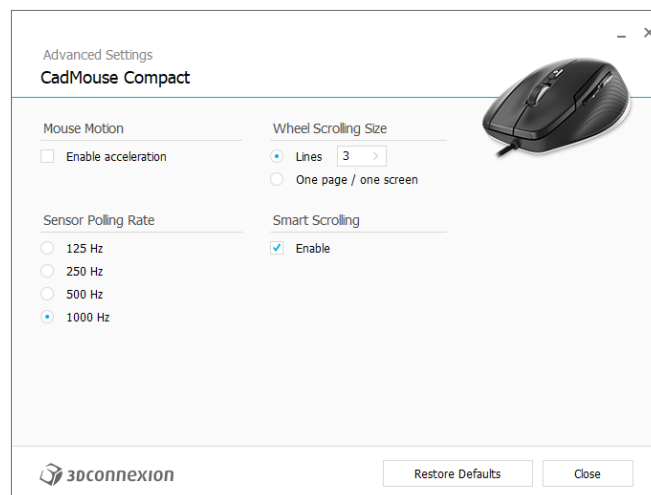 Advanced Settings
CadMouse Compact
Mouse Motion
Enable acceleration
Wheel Scrolling Size
Lines 3
One page / one screen
Sensor Polling Rate
125 Hz
250 Hz
500 Hz
1000 Hz
Smart Scrolling
Enable
3Dconnexion
Restore Defaults
Close